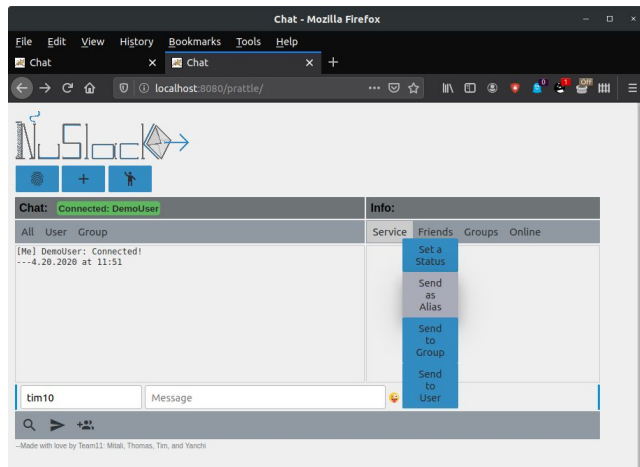 Chat - Mozilla Firefox
File Edit View History Bookmarks Tools Help
Chat Chat
localhost:8080/prattle/
0 1 Off
NuSlack
Chat: Connected: DemoUser Info:
All User Group Service Friends Groups Online
[Me] DemoUser: Connected!
---4.20.2020 at 11:51
Set a
Status
Send
as
Alias
Send
to
Group
Send
to
User
tim10 Message
--Made with love by Team11: Mitali, Thomas, Tim, and Yanchi